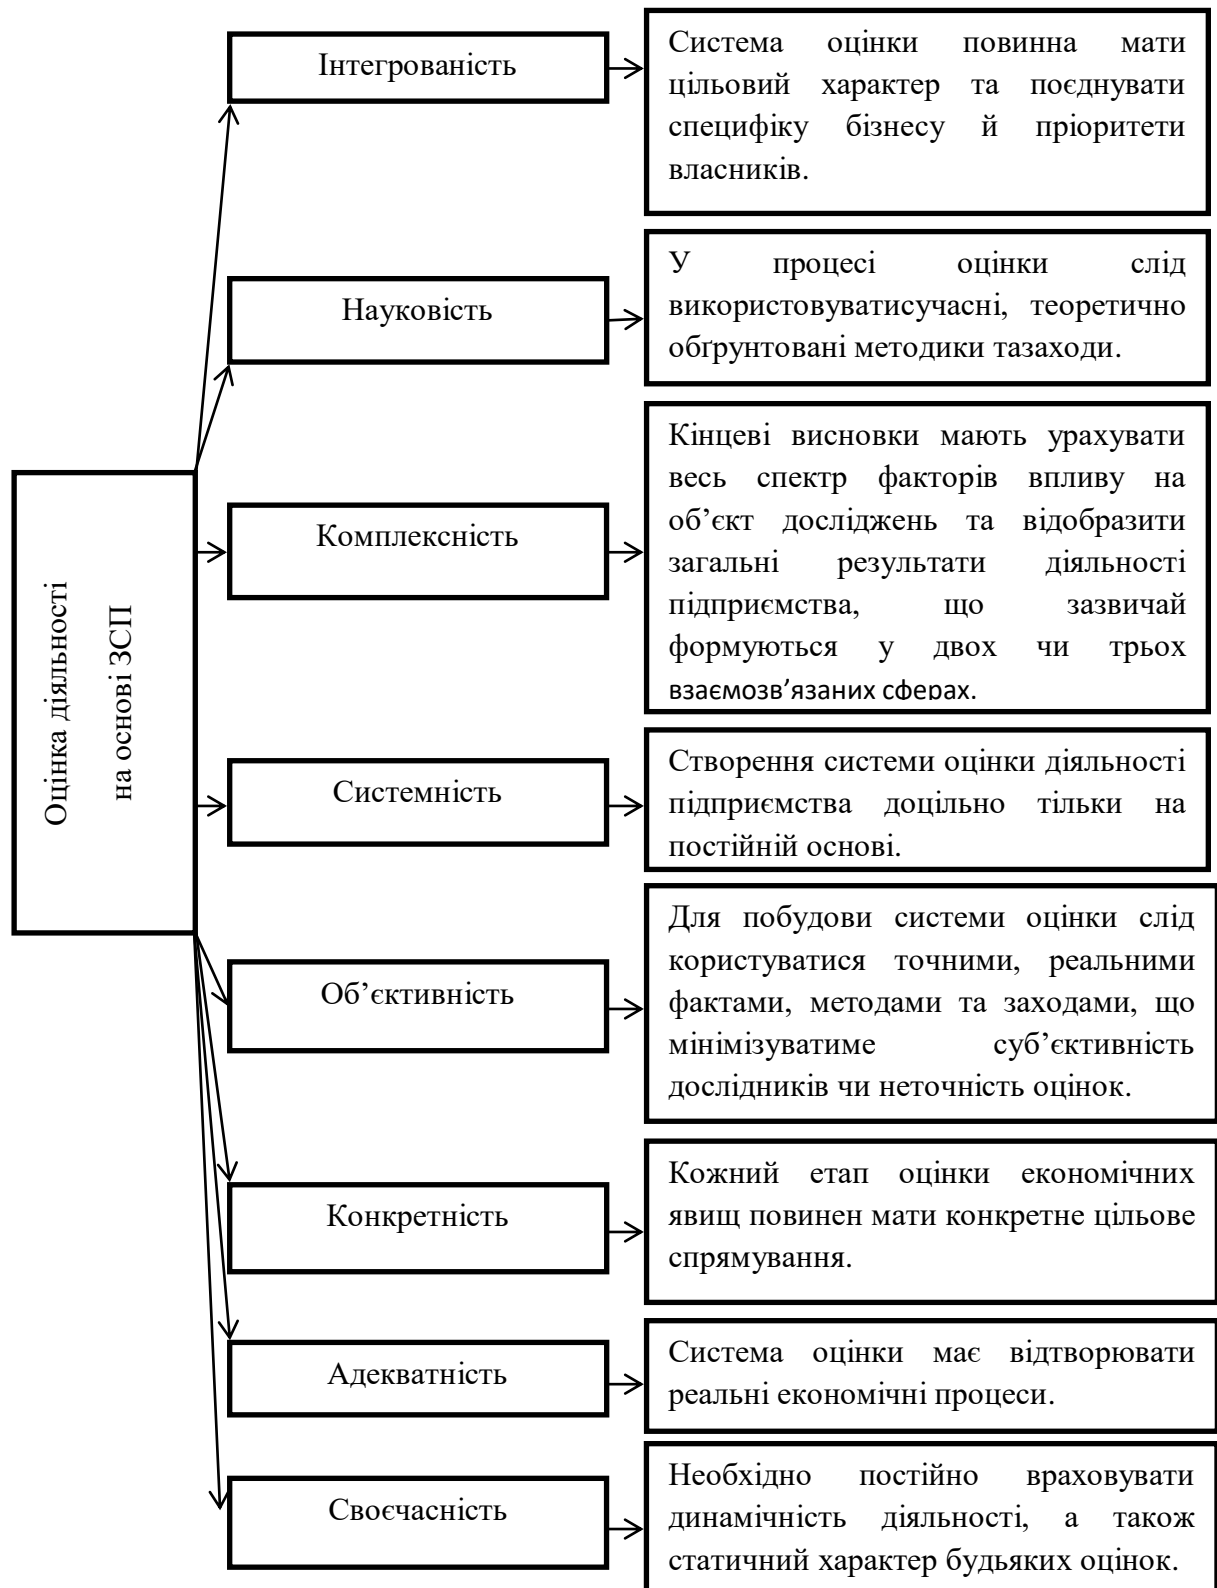 Інтегрованість
Система оцінки повинна мати
цільовий характер та поєднувати
специфіку бізнесу й пріоритети
власників.
Науковість
У процесі оцінки слід
використовуватисучасні, теоретично
обґрунтовані методики тазаходи.
Оцінка діяльності
на основі ЗСП
Комплексність
Кінцеві висновки мають урахувати
весь спектр факторів впливу на
об’єкт досліджень та відобразити
загальні результати діяльності
підприємства, що зазвичай
формуються у двох чи трьох
взаємозв’язаних сферах.
Системність
Створення системи оцінки діяльності
підприємства доцільно тільки на
постійній основі.
Об’єктивність
Для побудови системи оцінки слід
користуватися точними, реальними
фактами, методами та заходами, що
мінімізуватиме суб’єктивність
дослідників чи неточність оцінок.
Конкретність
Кожний етап оцінки економічних
явищ повинен мати конкретне цільове
спрямування.
Адекватність
Система оцінки має відтворювати
реальні економічні процеси.
Своєчасність
Необхідно постійно враховувати
динамічність діяльності, а також
статичний характер будьяких оцінок.